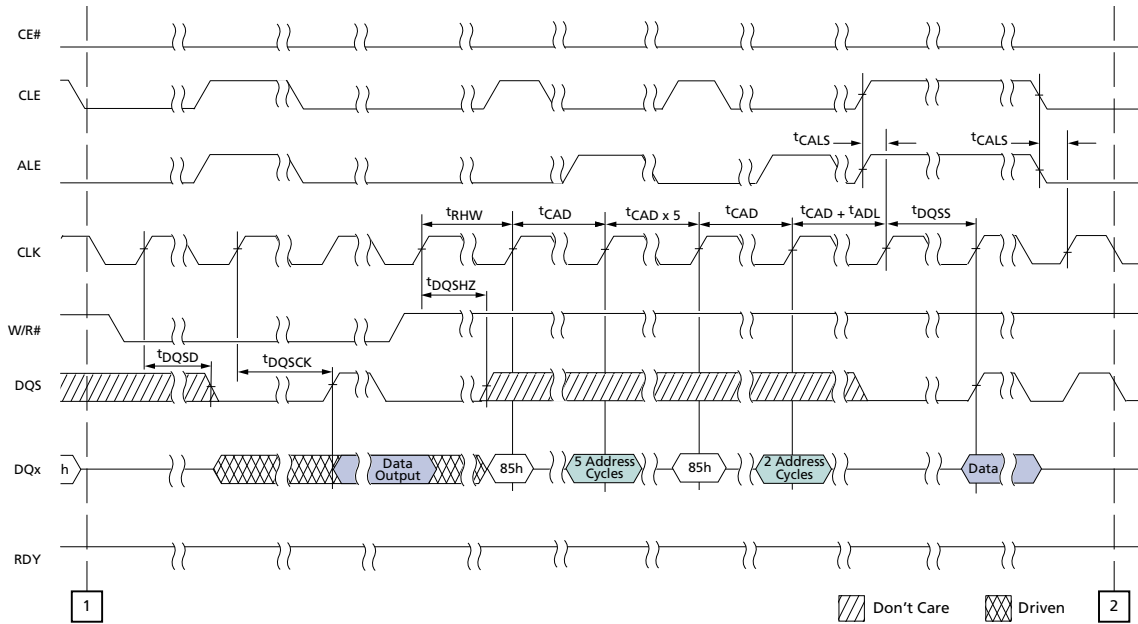 CE#
CLE
tCALS
tCALS
ALE
tRHW
tCAD
tCAD x 5
tCAD
tCAD + tADL
tDQSS
CLK
tDQSHZ
W/R#
tDQSD
tDQSCK
DQS
DQx
h
Data
Output
85h
5 Address
Cycles
85h
2 Address
Cycles
Data
RDY
1
Don't Care
Driven
2